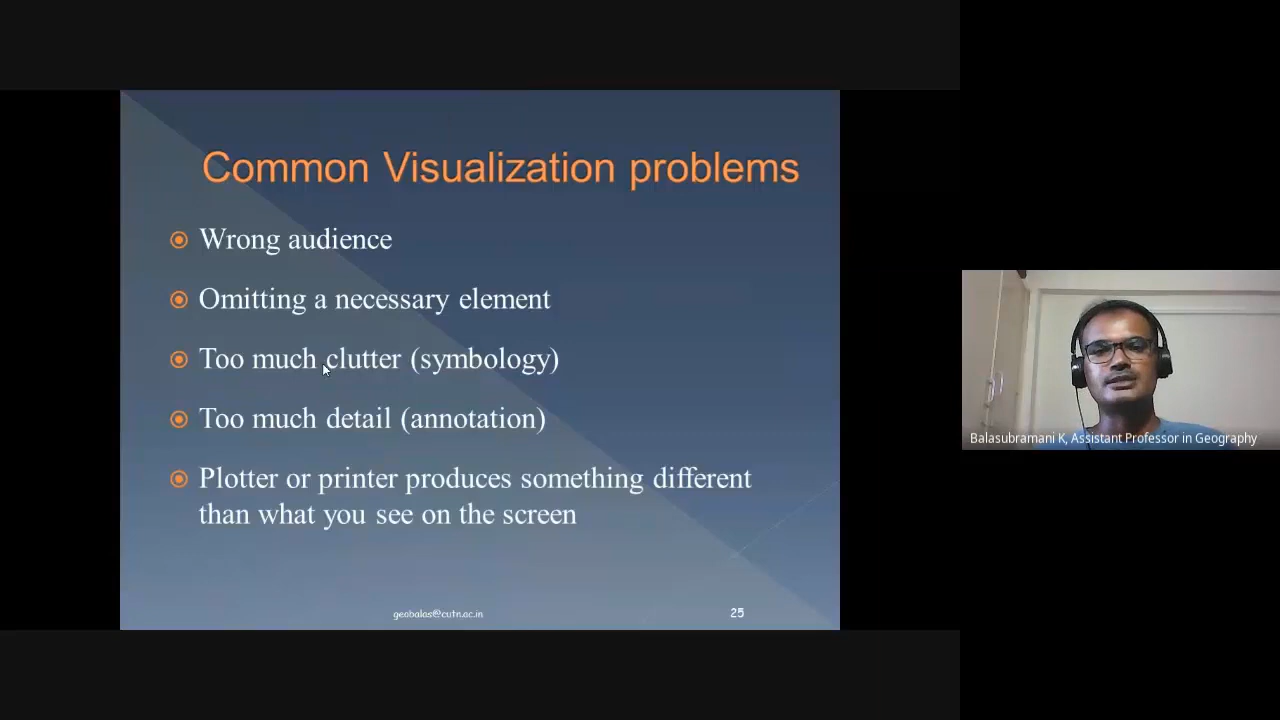 Common Visualization problems
Wrong audience
Omitting a necessary element
Too much clutter (symbology)
Too much detail (annotation)
Plotter or printer produces something different
than what you see on the screen
geobalas@cutn.ac.in
25
Balasubramani K, Assistant Professor in Geography